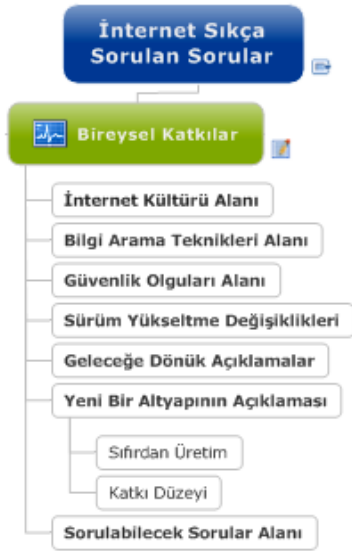 İnternet Sıkça
Sorulan Sorular
Bireysel Katkılar
İnternet Kültürü Alanı
Bilgi Arama Teknikleri Alanı
Güvenlik Olguları Alanı
Sürüm Yükseltme Değişiklikleri
Geleceğe Dönük Açıklamalar
Yeni Bir Altyapının Açıklaması
Sıfırdan Üretim
Katkı Düzeyi
Sorulabilecek Sorular Alanı